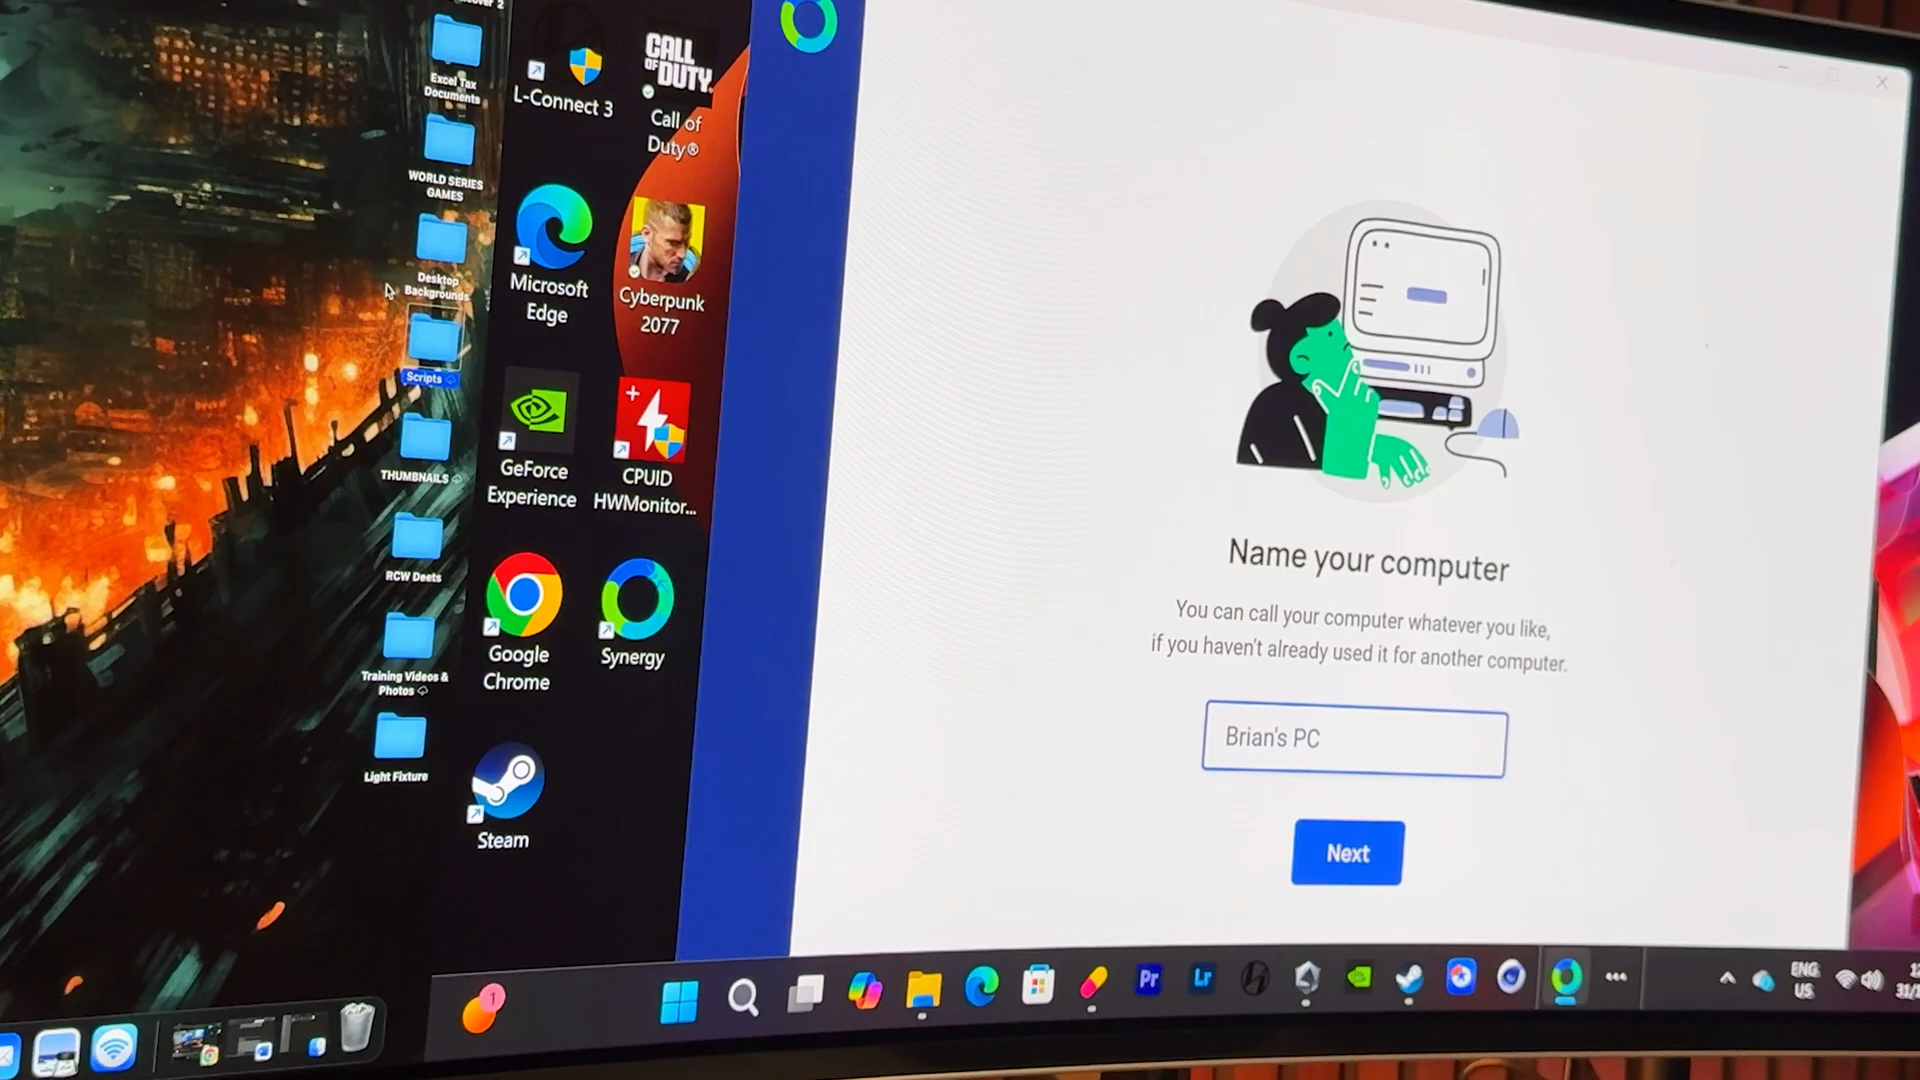 Excel Tax
Documents
WORLD SERIES
GAMES
Desktop
Backgrounds
Scripts
THUMBNAILS
RCW Deets
Training Videos &
Photos
Light Fixture
L-Connect 3
CALL
OF DUTY
Call of
Duty®
Microsoft
Edge
Cyberpunk
2077
GeForce
Experience
CPUID
HWMonitor...
Google
Chrome
Synergy
Steam
Name your computer
You can call your computer whatever you like,
if you haven't already used it for another computer.
Brian's PC
Next
1
Pr
Lr
ENG
US